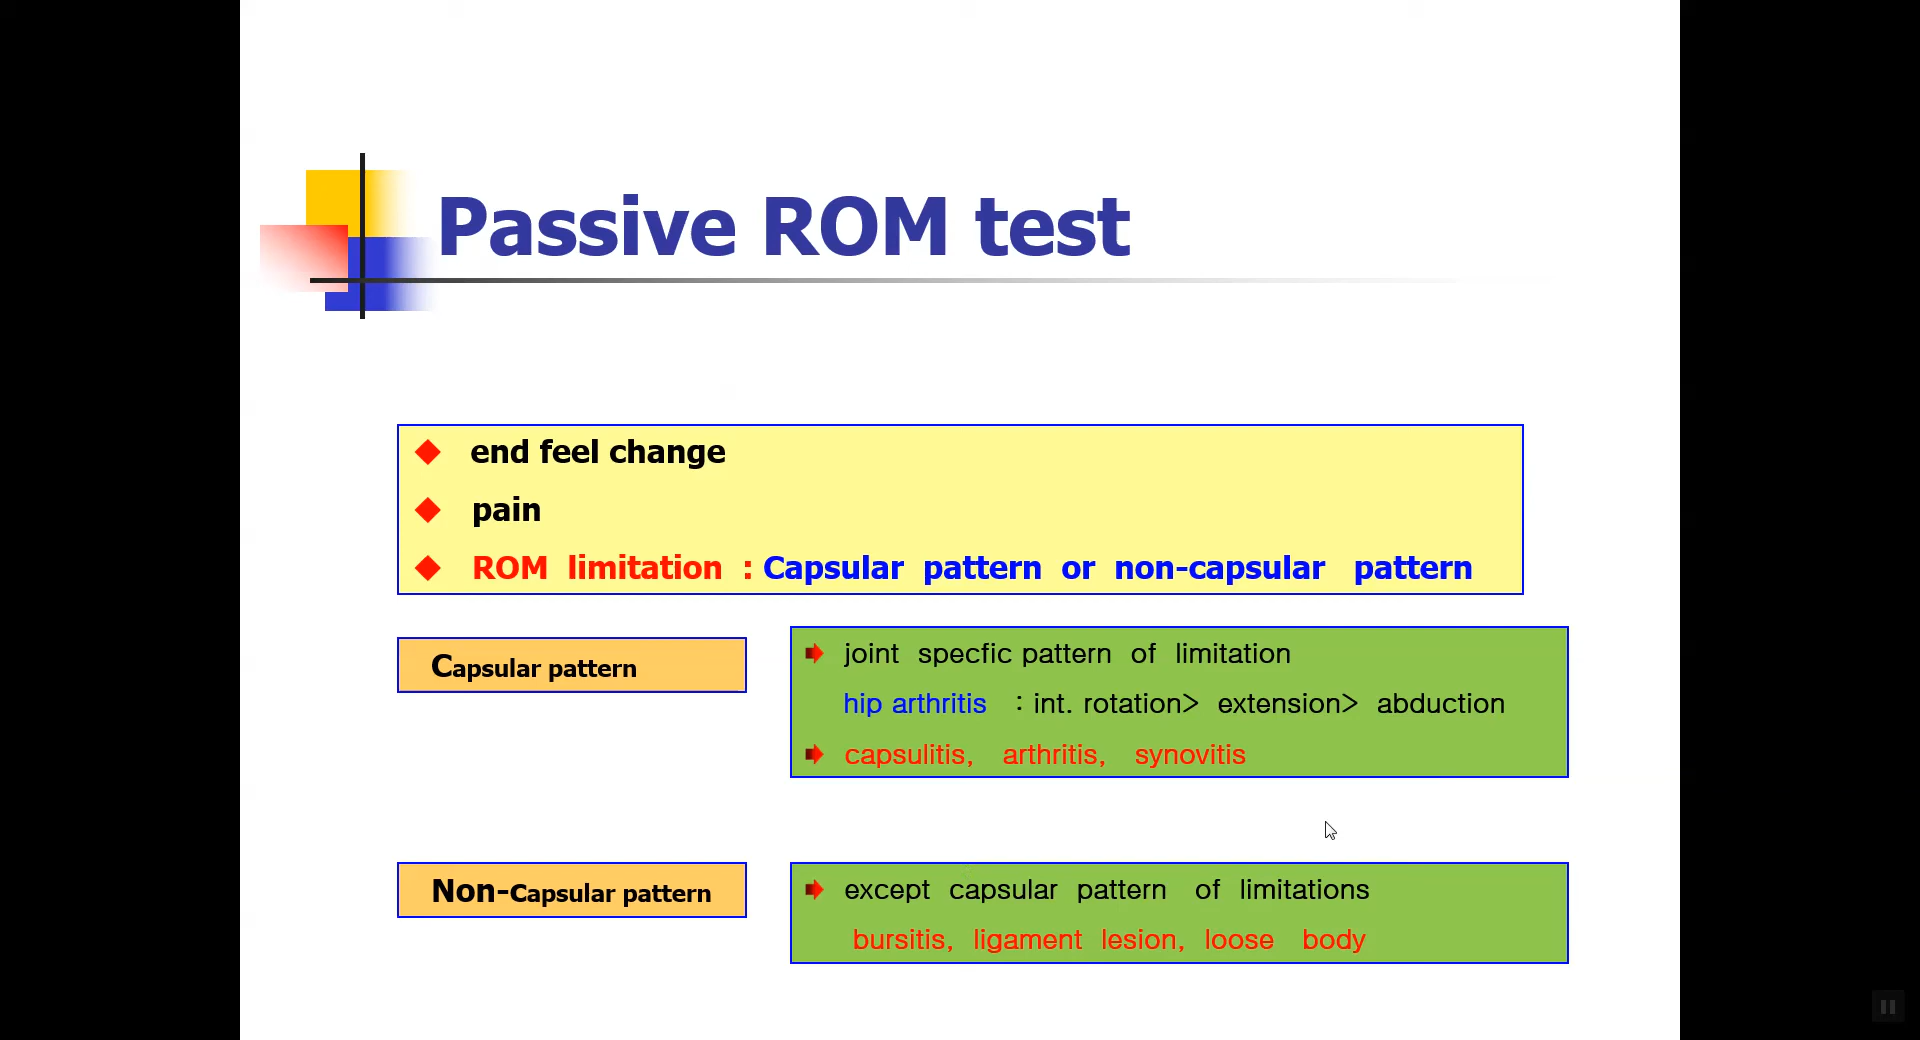 Passive ROM test
end feel change
pain
ROM limitation : Capsular pattern or non-capsular pattern
Capsular pattern
joint specfic pattern of limitation
hip arthritis : int. rotation> extension> abduction
capsulitis, arthritis, synovitis
Non-capsular pattern
except capsular pattern of limitations
bursitis, ligament lesion, loose body